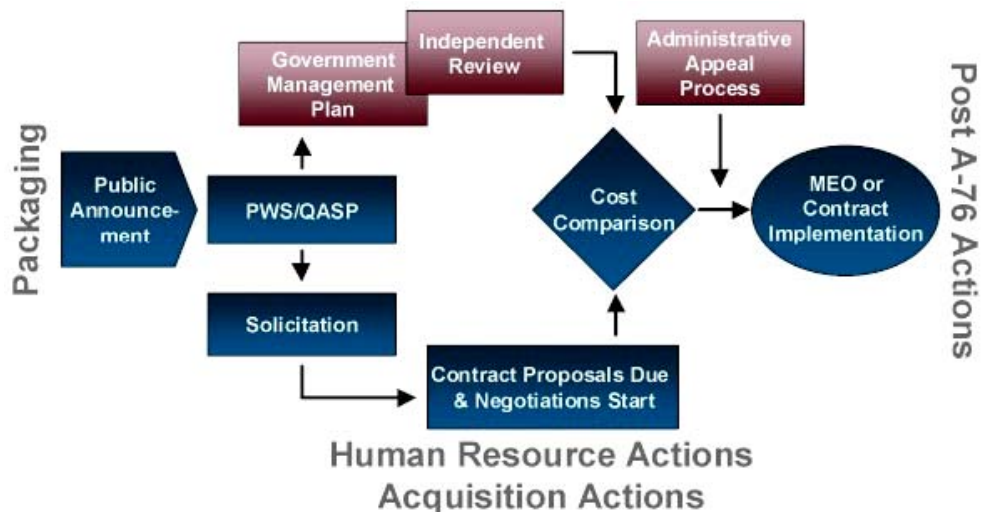 Packaging
Public
Announce-
ment
Government
Management
Plan
Independent
Review
PWS/QASP
Solicitation
Contract Proposals Due
& Negotiations Start
Cost
Comparison
Administrative
Appeal
Process
MEO or
Contract
Implementation
Post A-76 Actions
Human Resource Actions
Acquisition Actions